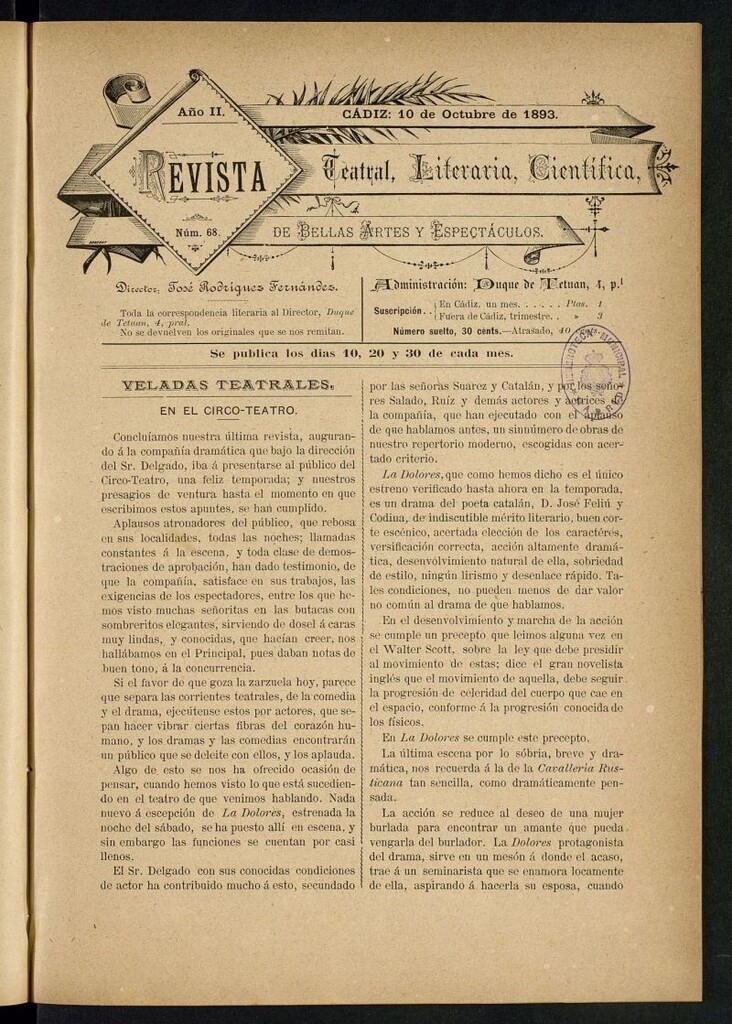 Año II.
CÁDIZ: 10 de Octubre de 1893.
REVISTA
Teatral, Literaria, Científica,
Núm. 68.
DE BELLAS ARTES Y ESPECTÁCULOS.
Director: José Rodríguez Fernández.
Toda la correspondencia literaria al Director, Duque
de Tetuan, 4, pral.
No se devuelven los originales que se nos remitan.
Administración: Duque de Tetuan, 4, p.l
Suscripción. . En Cádiz, un mes. . . . . . Ptas. 1
Fuera de Cádiz, trimestre. . » 3
Número suelto, 30 cents.—Atrasado, 40
BIBLIOTECA MUNICIPAL
MADRID
Se publica los dias 10, 20 y 30 de cada mes.
VELADAS TEATRALES.
EN EL CIRCO-TEATRO.
Concluíamos nuestra última revista, auguran-
do á la compañía dramática que bajo la dirección
del Sr. Delgado, iba á presentarse al público del
Circo-Teatro, una feliz temporada; y nuestros
presagios de ventura hasta el momento en que
escribimos estos apuntes, se han cumplido.
Aplausos atronadores del público, que rebosa
en sus localidades, todas las noches; llamadas
constantes á la escena, y toda clase de demos-
traciones de aprobación, han dado testimonio, de
que la compañía, satisface en sus trabajos, las
exigencias de los espectadores, entre los que he-
mos visto muchas señoritas en las butacas con
sombreritos elegantes, sirviendo de dosel á caras
muy lindas, y conocidas, que hacían creer, nos
hallábamos en el Principal, pues daban notas de
buen tono, á la concurrencia.
Si el favor de que goza la zarzuela hoy, parece
que separa las corrientes teatrales, de la comedia
y el drama, ejecútense estos por actores, que se-
pan hacer vibrar ciertas fibras del corazón hu-
mano, y los dramas y las comedias encontrarán
un público que se deleite con ellos, y los aplauda.
Algo de esto se nos ha ofrecido ocasión de
pensar, cuando hemos visto lo que está sucedien-
do en el teatro de que venimos hablando. Nada
nuevo á escepción de La Dolores, estrenada la
noche del sábado, se ha puesto allí en escena, y
sin embargo las funciones se cuentan por casi
llenos.
El Sr. Delgado con sus conocidas condiciones
de actor ha contribuido mucho á esto, secundado
por las señoras Suarez y Catalán, y por los seño-
res Salado, Ruíz y demás actores y actrices de
la compañía, que han ejecutado con el aplauso
de que hablamos antes, un sinnúmero de obras de
nuestro repertorio moderno, escogidas con acer-
tado criterio.
La Dolores, que como hemos dicho es el único
estreno verificado hasta ahora en la temporada,
es un drama del poeta catalán, D. José Feliú y
Codina, de indiscutible mérito literario, buen cor-
te escénico, acertada elección de los caractéres,
versificación correcta, acción altamente dramá-
tica, desenvolvimiento natural de ella, sobriedad
de estilo, ningún lirismo y desenlace rápido. Ta-
les condiciones, no pueden menos de dar valor
no común al drama de que hablamos.
En el desenvolvimiento y marcha de la acción
se cumple un precepto que leimos alguna vez en
el Walter Scott, sobre la ley que debe presidir
al movimiento de estas; dice el gran novelista
inglés que el movimiento de aquella, debe seguir
la progresión de celeridad del cuerpo que cae en
el espacio, conforme á la progresión conocida de
los físicos.
En La Dolores se cumple este precepto.
La última escena por lo sóbria, breve y dra-
mática, nos recuerda á la de la Cavalleria Rus-
ticana tan sencilla, como dramáticamente pen-
sada.
La acción se reduce al deseo de una mujer
burlada para encontrar un amante que pueda
vengarla del burlador. La Dolores protagonista
del drama, sirve en un mesón á donde el acaso,
trae á un seminarista que se enamora locamente
de ella, aspirando á hacerla su esposa, cuando